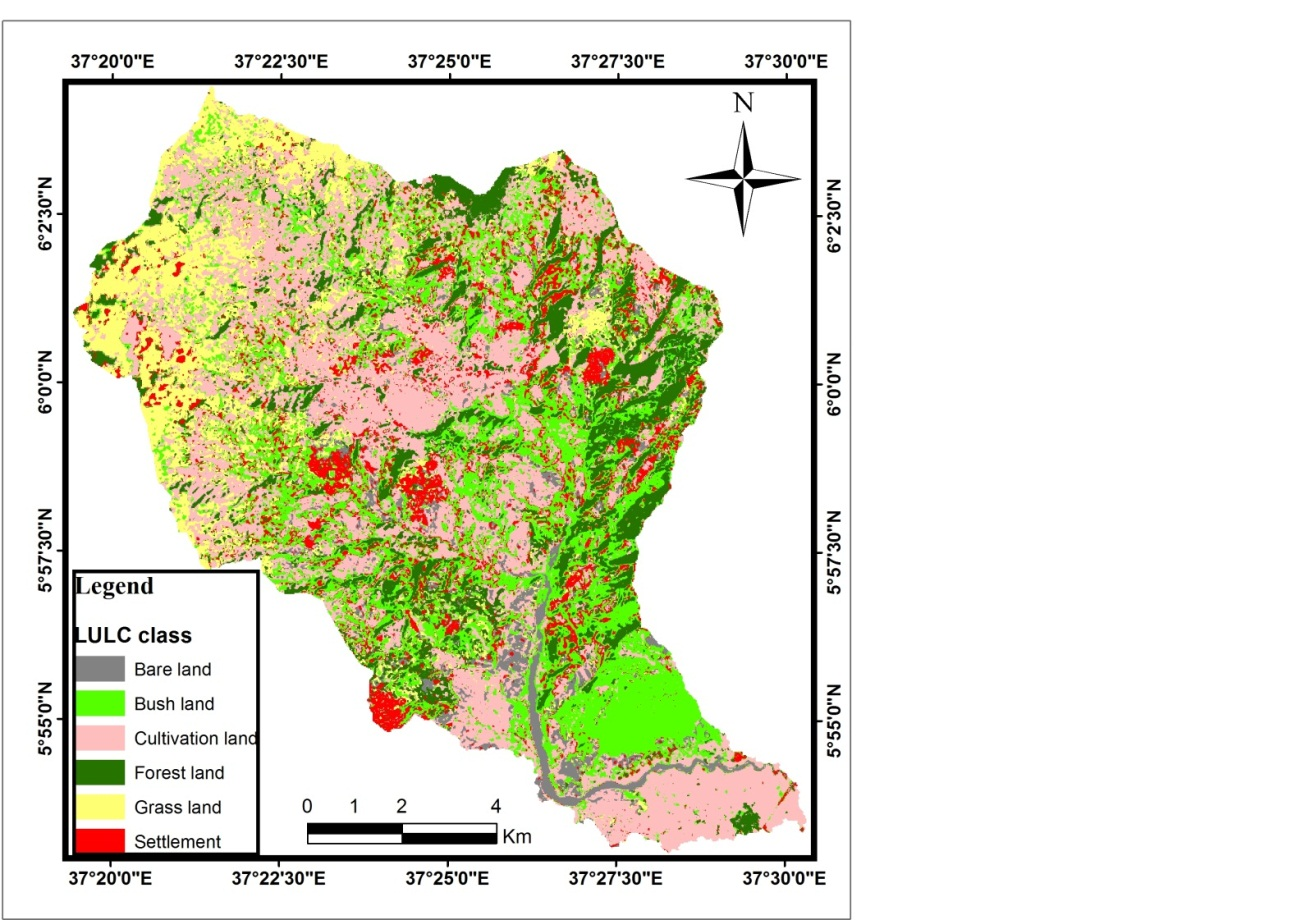 37°20'0"E 37°22'30"E 37°25'0"E 37°27'30"E 37°30'0"E
N
6°2'30"N 6°2'30"N
6°0'0"N 6°0'0"N
5°57'30"N 5°57'30"N
5°55'0"N 5°55'0"N
Legend
LULC class
Bare land
Bush land
Cultivation land
Forest land
Grass land
Settlement
0 1 2 4
Km
37°20'0"E 37°22'30"E 37°25'0"E 37°27'30"E 37°30'0"E